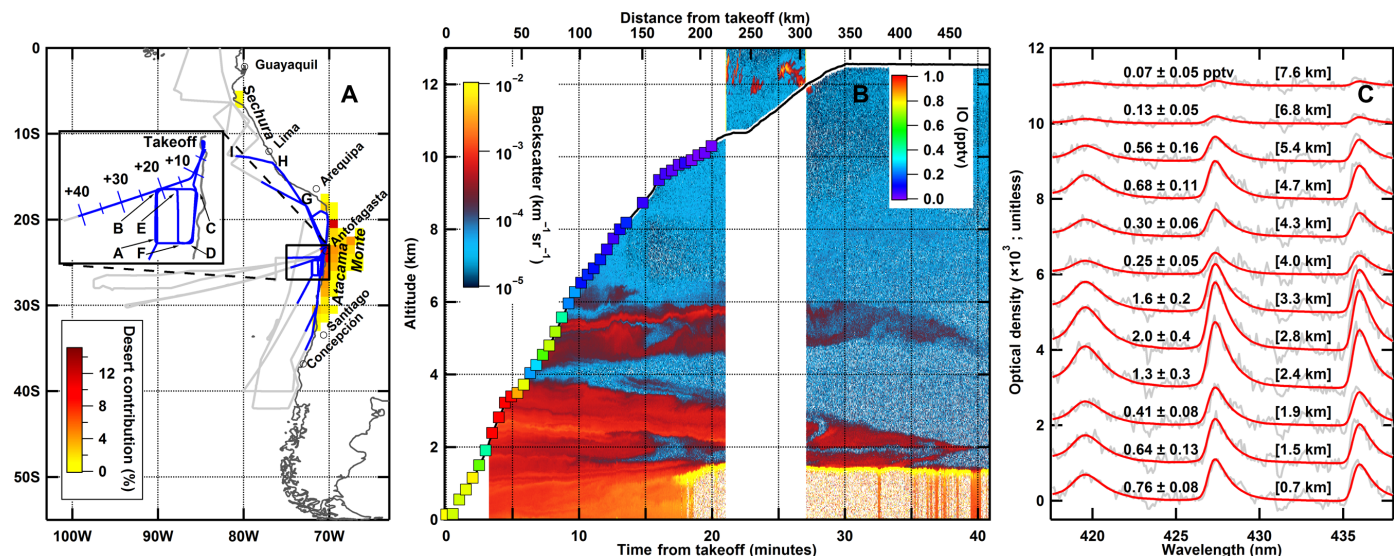 0
10S
20S
30S
40S
50S
100W
90W
80W
70W
A
Guayaquil
Sechura
Lima
H
I
Arequipa
G
Antofagasta
Monte
Atacama
Santiago
Concepción
Takeoff
+10
+20
+30
+40
B
E
C
A
F
D
Desert contribution (%)
12
8
4
0
Distance from takeoff (km)
0 50 100 150 225 300 350 425 500
Altitude (km)
12
10
8
6
4
2
0
Backscatter (km⁻¹ sr⁻¹)
10⁻²
10⁻³
10⁻⁴
10⁻⁵
B
IO (pptv)
1.0
0.8
0.6
0.4
0.2
0.0
0 5 10 15 20 25 30 35 40
Time from takeoff (minutes)
Optical density (×10³ ; unitless)
12
10
8
6
4
2
0
C
0.07 ± 0.05 pptv [7.6 km]
0.13 ± 0.05 [6.8 km]
0.56 ± 0.16 [5.4 km]
0.68 ± 0.11 [4.7 km]
0.30 ± 0.06 [4.3 km]
0.25 ± 0.05 [4.0 km]
1.6 ± 0.2 [3.3 km]
2.0 ± 0.4 [2.8 km]
1.3 ± 0.3 [2.4 km]
0.41 ± 0.08 [1.9 km]
0.64 ± 0.13 [1.5 km]
0.76 ± 0.08 [0.7 km]
420 425 430 435
Wavelength (nm)